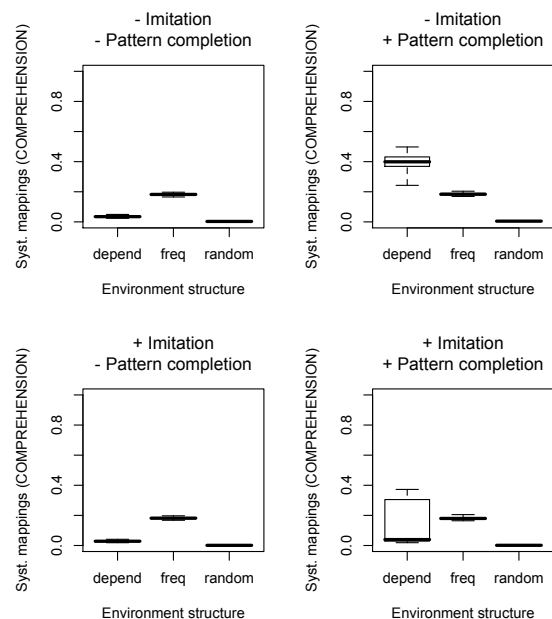 - Imitation
- Pattern completion
Syst. mappings (COMPREHENSION)
0.0 0.4 0.8
depend freq random
Environment structure
- Imitation
+ Pattern completion
Syst. mappings (COMPREHENSION)
0.0 0.4 0.8
depend freq random
Environment structure
+ Imitation
- Pattern completion
Syst. mappings (COMPREHENSION)
0.0 0.4 0.8
depend freq random
Environment structure
+ Imitation
+ Pattern completion
Syst. mappings (COMPREHENSION)
0.0 0.4 0.8
depend freq random
Environment structure